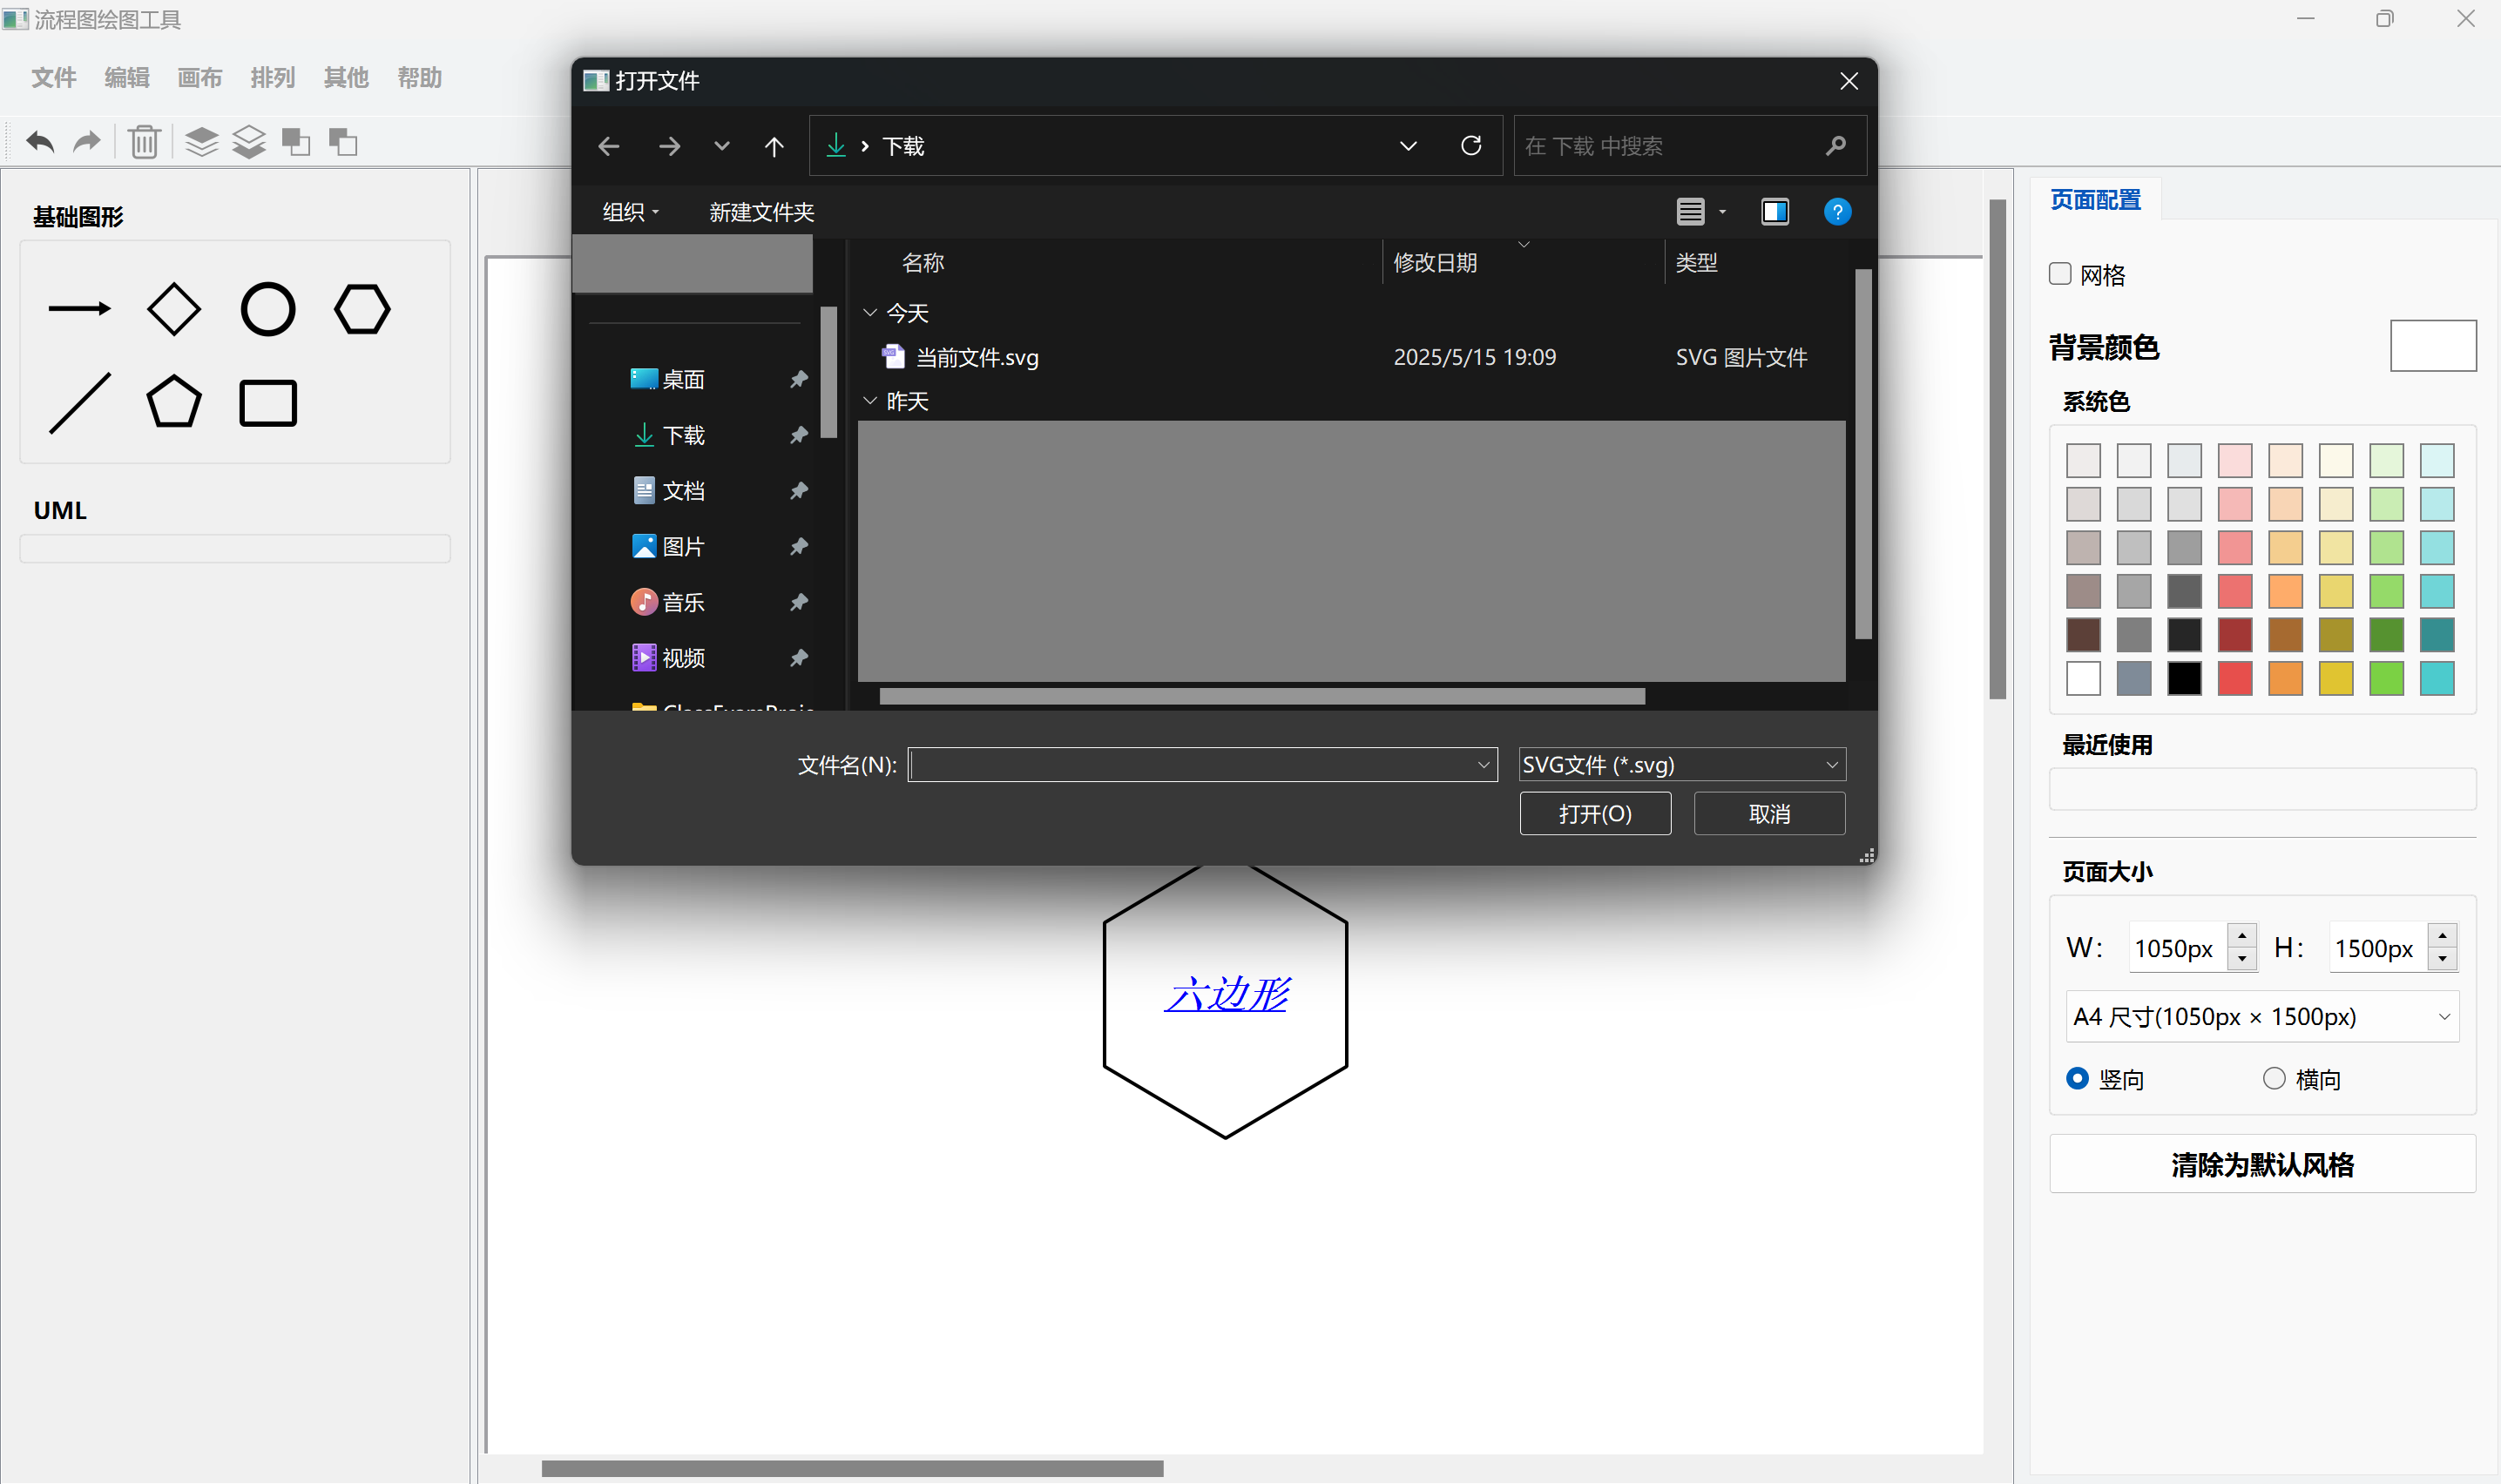 流程图绘图工具
文件 编辑 画布 排列 其他 帮助
基础图形
UML
打开文件
下载
在 下载 中搜索
组织 新建文件夹
桌面
下载
文档
图片
音乐
视频
名称 修改日期 类型
今天
当前文件.svg 2025/5/15 19:09 SVG 图片文件
昨天
文件名(N): SVG文件 (*.svg)
打开(O) 取消
六边形
页面配置
网格
背景颜色
系统色
最近使用
页面大小
W: 1050px H: 1500px
A4 尺寸(1050px × 1500px)
竖向 横向
清除为默认风格